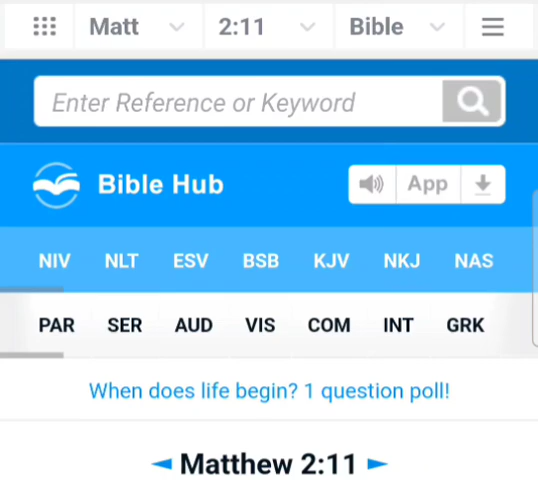 Matt 2:11 Bible
Enter Reference or Keyword
Bible Hub App
NIV NLT ESV BSB KJV NKJ NAS
PAR SER AUD VIS COM INT GRK
When does life begin? 1 question poll!
Matthew 2:11